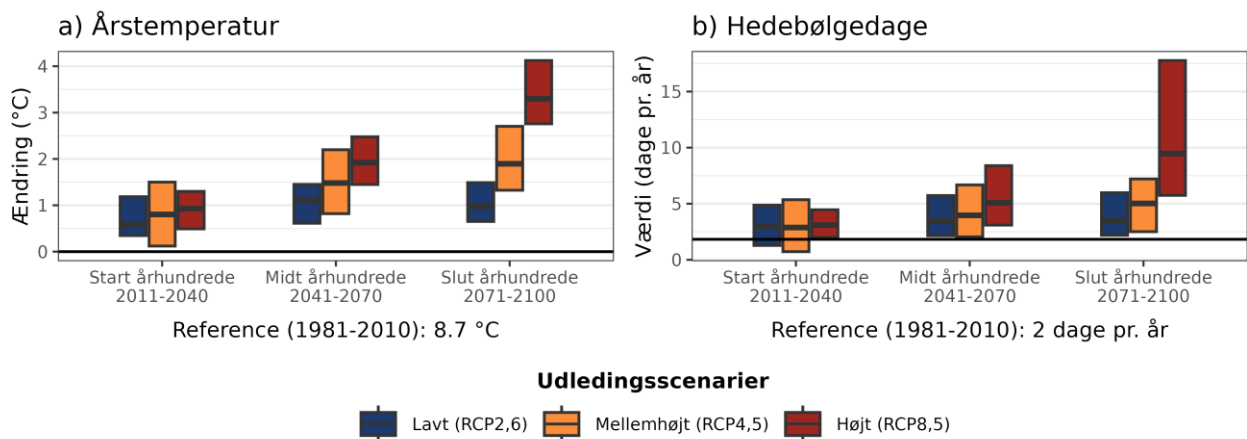 a) Årstemperatur
Ændring (°C)
4
3
2
1
0
Start århundrede
2011-2040
Midt århundrede
2041-2070
Slut århundrede
2071-2100
Reference (1981-2010): 8.7 °C
b) Hedebølgedage
Værdi (dage pr. år)
15
10
5
0
Start århundrede
2011-2040
Midt århundrede
2041-2070
Slut århundrede
2071-2100
Reference (1981-2010): 2 dage pr. år
Udledingsscenarier
Lavt (RCP2,6)
Mellemhøjt (RCP4,5)
Højt (RCP8,5)